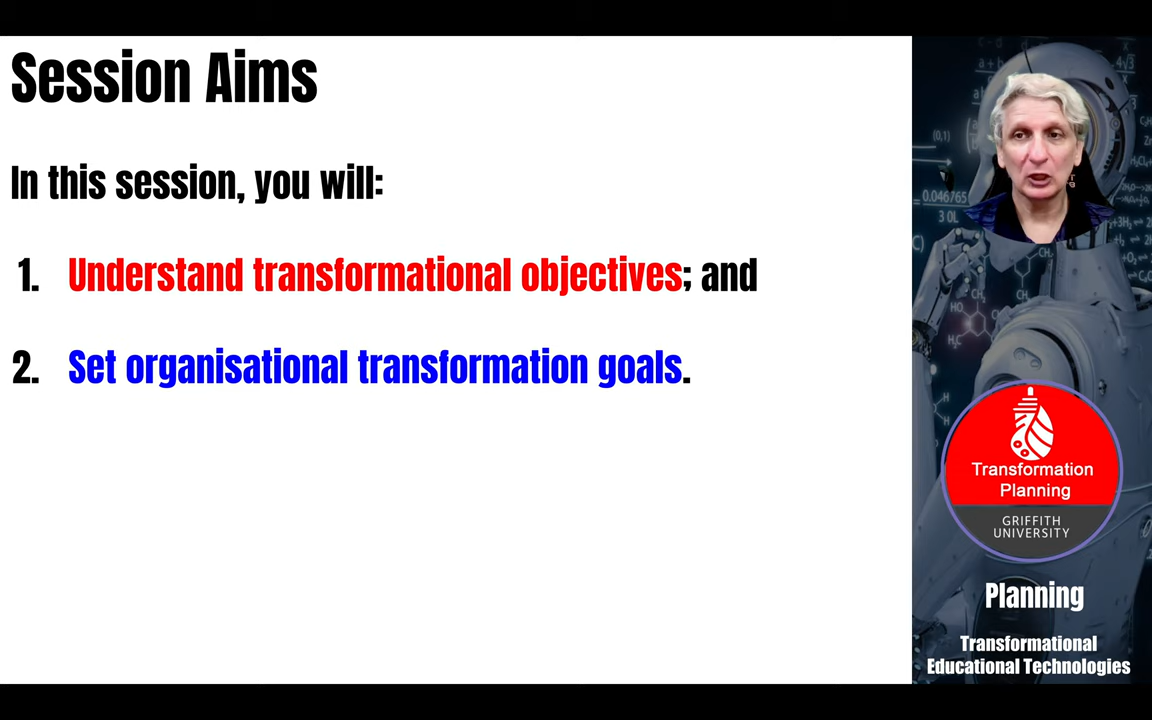 Session Aims
In this session, you will:
1. Understand transformational objectives; and
2. Set organisational transformation goals.
Transformation
Planning
GRIFFITH
UNIVERSITY
Planning
Transformational
Educational Technologies